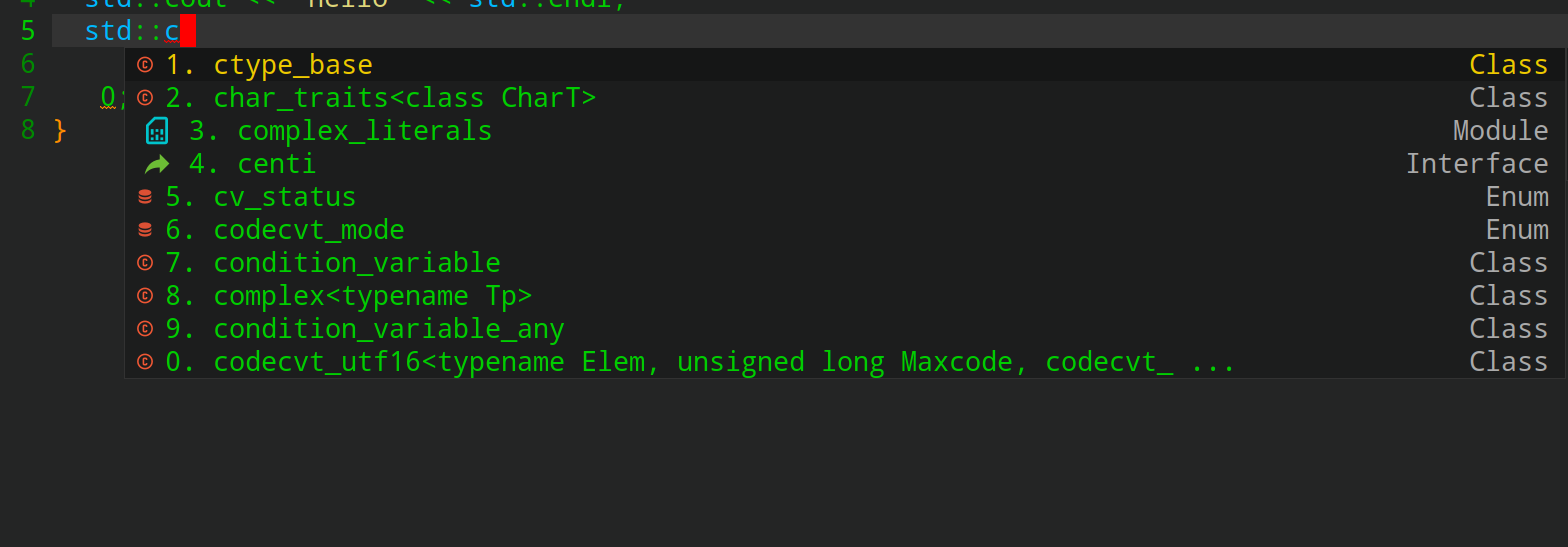 4 std::cout << "hello" << std::endl;
5 std::c
6
7 0;
8 }
1. ctype_base Class
2. char_traits<class CharT> Class
3. complex_literals Module
4. centi Interface
5. cv_status Enum
6. codecvt_mode Enum
7. condition_variable Class
8. complex<typename Tp> Class
9. condition_variable_any Class
0. codecvt_utf16<typename Elem, unsigned long Maxcode, codecvt_ ... Class